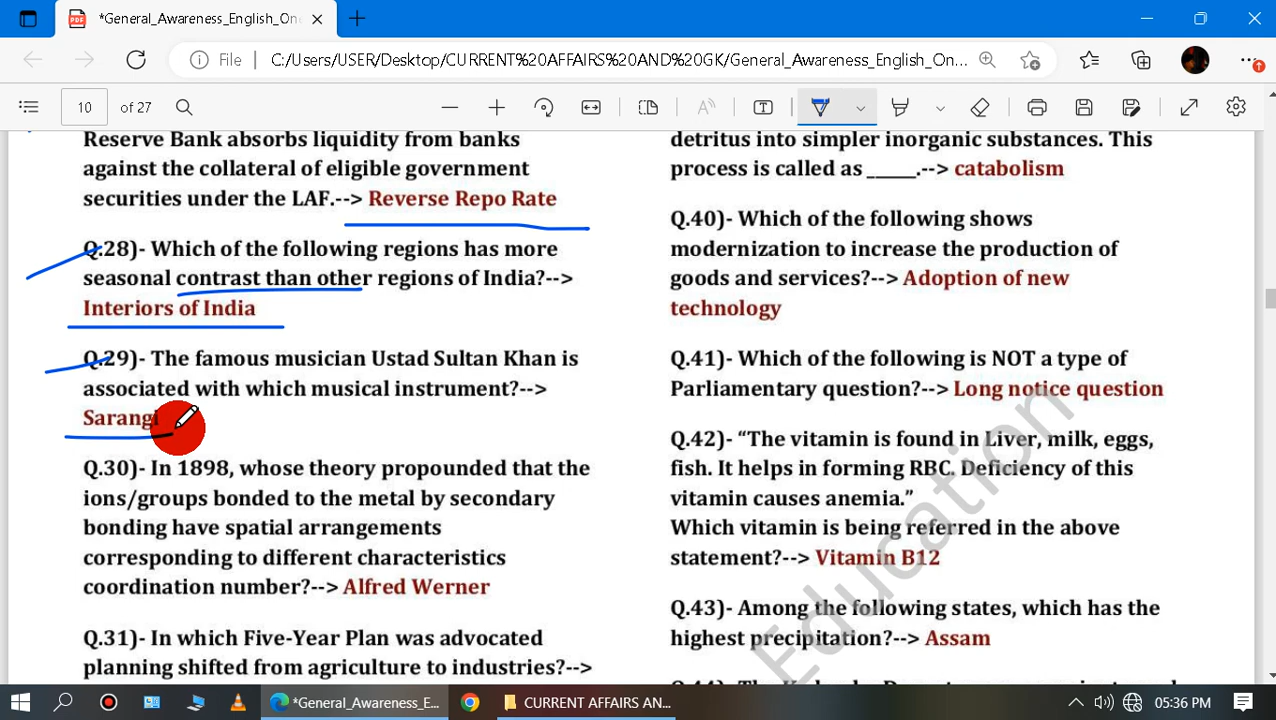 *General_Awareness_English_On
File
C:/Users/USER/Desktop/CURRENT%20AFFAIRS%20AND%20GK/General_Awareness_English_On...
10 of 27
Reserve Bank absorbs liquidity from banks
against the collateral of eligible government
securities under the LAF.--> Reverse Repo Rate
Q.28)- Which of the following regions has more
seasonal contrast than other regions of India?-->
Interiors of India
Q.29)- The famous musician Ustad Sultan Khan is
associated with which musical instrument?-->
Sarangi
Q.30)- In 1898, whose theory propounded that the
ions/groups bonded to the metal by secondary
bonding have spatial arrangements
corresponding to different characteristics
coordination number?--> Alfred Werner
Q.31)- In which Five-Year Plan was advocated
planning shifted from agriculture to industries?-->
detritus into simpler inorganic substances. This
process is called as _____.--> catabolism
Q.40)- Which of the following shows
modernization to increase the production of
goods and services?--> Adoption of new
technology
Q.41)- Which of the following is NOT a type of
Parliamentary question?--> Long notice question
Q.42)- “The vitamin is found in Liver, milk, eggs,
fish. It helps in forming RBC. Deficiency of this
vitamin causes anemia.”
Which vitamin is being referred in the above
statement?--> Vitamin B12
Q.43)- Among the following states, which has the
highest precipitation?--> Assam
Education
*General_Awareness_E...
CURRENT AFFAIRS AN...
05:36 PM